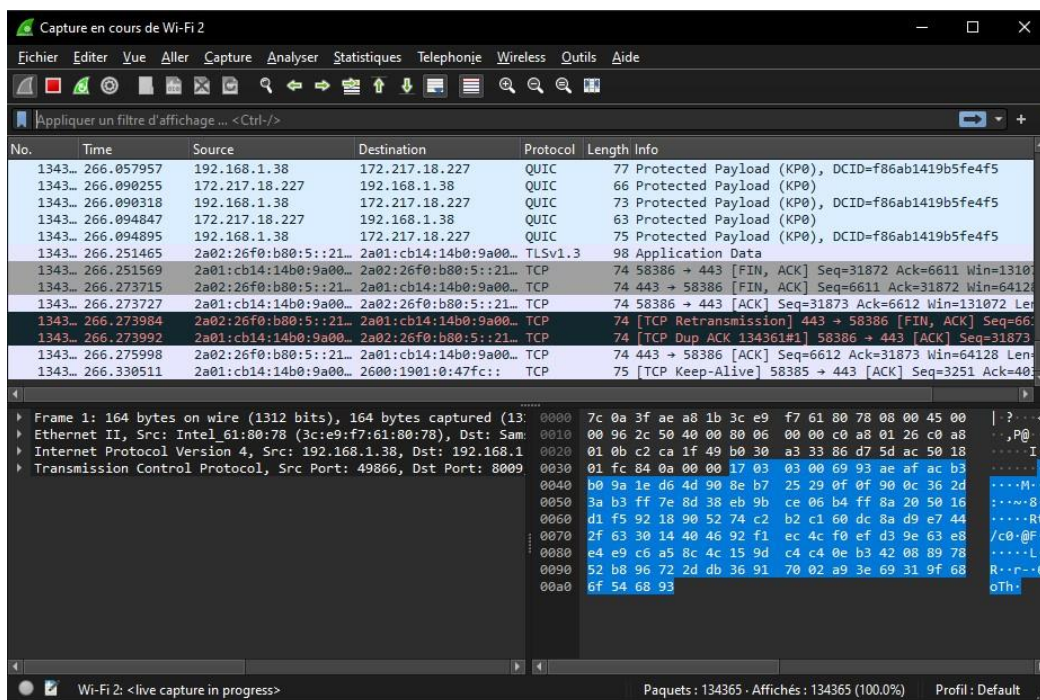 Capture en cours de Wi-Fi 2
Fichier Editer Vue Aller Capture Analyser Statistiques Telephonie Wireless Outils Aide
Appliquer un filtre d'affichage ... <Ctrl-/>
No. Time Source Destination Protocol Length Info
1343… 266.057957 192.168.1.38 172.217.18.227 QUIC 77 Protected Payload (KP0), DCID=f86ab1419b5fe4f5
1343… 266.090255 172.217.18.227 192.168.1.38 QUIC 66 Protected Payload (KP0)
1343… 266.090318 192.168.1.38 172.217.18.227 QUIC 73 Protected Payload (KP0), DCID=f86ab1419b5fe4f5
1343… 266.094847 172.217.18.227 192.168.1.38 QUIC 63 Protected Payload (KP0)
1343… 266.094895 192.168.1.38 172.217.18.227 QUIC 75 Protected Payload (KP0), DCID=f86ab1419b5fe4f5
1343… 266.251465 2a02:26f0:b80:5::21… 2a01:cb14:14b0:9a00… TLSv1.3 98 Application Data
1343… 266.251569 2a01:cb14:14b0:9a00… 2a02:26f0:b80:5::21… TCP 74 58386 → 443 [FIN, ACK] Seq=31872 Ack=6611 Win=13107
1343… 266.273715 2a02:26f0:b80:5::21… 2a01:cb14:14b0:9a00… TCP 74 443 → 58386 [FIN, ACK] Seq=6611 Ack=31872 Win=64128
1343… 266.273727 2a01:cb14:14b0:9a00… 2a02:26f0:b80:5::21… TCP 74 58386 → 443 [ACK] Seq=31873 Ack=6612 Win=131072 Len
1343… 266.273984 2a02:26f0:b80:5::21… 2a01:cb14:14b0:9a00… TCP 74 [TCP Retransmission] 443 → 58386 [FIN, ACK] Seq=661
1343… 266.273992 2a01:cb14:14b0:9a00… 2a02:26f0:b80:5::21… TCP 74 [TCP Dup ACK 134361#1] 58386 → 443 [ACK] Seq=31873
1343… 266.275998 2a02:26f0:b80:5::21… 2a01:cb14:14b0:9a00… TCP 74 443 → 58386 [ACK] Seq=6612 Ack=31873 Win=64128 Len=
1343… 266.330511 2a01:cb14:14b0:9a00… 2600:1901:0:47fc:: TCP 75 [TCP Keep-Alive] 58385 → 443 [ACK] Seq=3251 Ack=403
Frame 1: 164 bytes on wire (1312 bits), 164 bytes captured (13
Ethernet II, Src: Intel_61:80:78 (3c:e9:f7:61:80:78), Dst: Sam
Internet Protocol Version 4, Src: 192.168.1.38, Dst: 192.168.1
Transmission Control Protocol, Src Port: 49866, Dst Port: 8009
0000 7c 0a 3f ae a8 1b 3c e9 f7 61 80 78 08 00 45 00 |·?···<
0010 00 96 2c 50 40 00 80 06 00 00 c0 a8 01 26 c0 a8 ··,P@·
0020 01 0b c2 ca 1f 49 b0 30 a3 33 86 d7 5d ac 50 18 ·····I
0030 01 fc 84 0a 00 00 17 03 03 00 69 93 ae af ac b3 ······
0040 b0 9a 1e d6 4d 90 8e b7 25 29 0f 0f 90 0c 36 2d ····M·
0050 3a b3 ff 7e 8d 38 eb 9b ce 06 b4 ff 8a 20 50 16 :··~·8
0060 d1 f5 92 18 90 52 74 c2 b2 c1 60 dc 8a d9 e7 44 ·····Rt
0070 2f 63 30 14 40 46 92 f1 ec 4c f0 ef d3 9e 63 e8 /c0·@F
0080 e4 e9 c6 a5 8c 4c 15 9d c4 c4 0e b3 42 08 89 78 ·····L
0090 52 b8 96 72 2d db 36 91 70 02 a9 3e 69 31 9f 68 R··r-·6
00a0 6f 54 68 93 oTh·
Wi-Fi 2: <live capture in progress> Paquets : 134365 · Affichés : 134365 (100.0%) Profil : Default